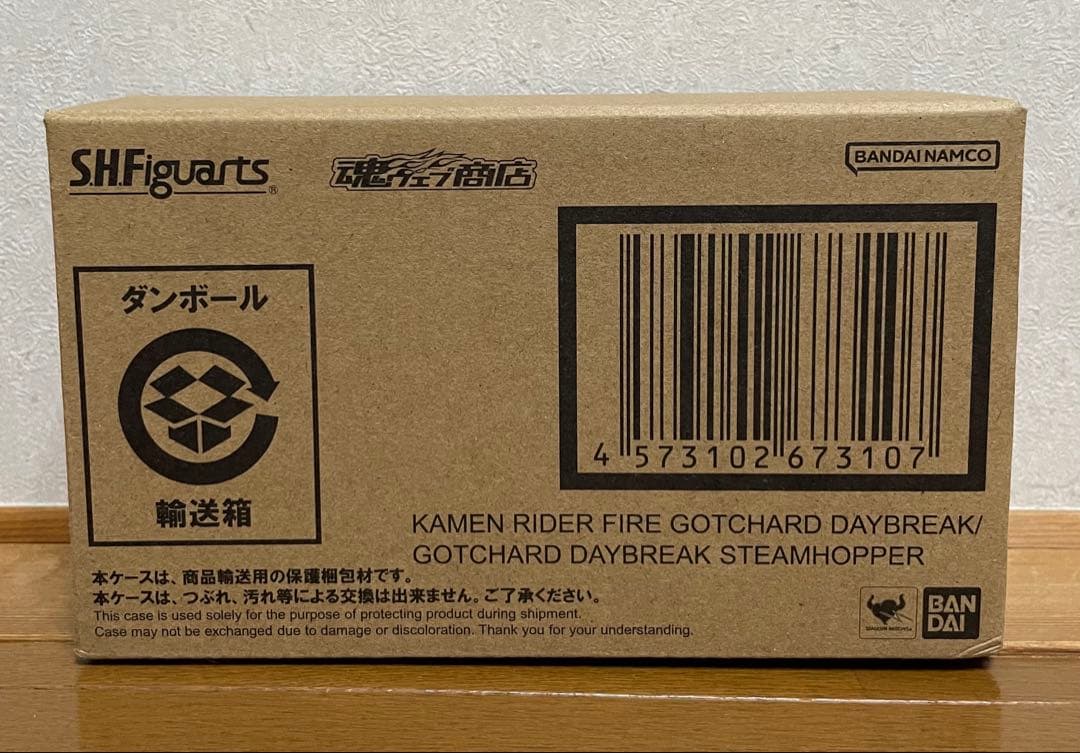 S.H.Figuarts®
魂ウェブ商店
BANDAI NAMCO
ダンボール
輸送箱
4 573102 673107
KAMEN RIDER FIRE GOTCHARD DAYBREAK/
GOTCHARD DAYBREAK STEAMHOPPER
本ケースは、商品輸送用の保護梱包材です。
本ケースは、つぶれ、汚れ等による交換は出来ません。ご了承ください。
This case is used solely for the purpose of protecting product during shipment.
Case may not be exchanged due to damage or discoloration. Thank you for your understanding.
BAN
DAI